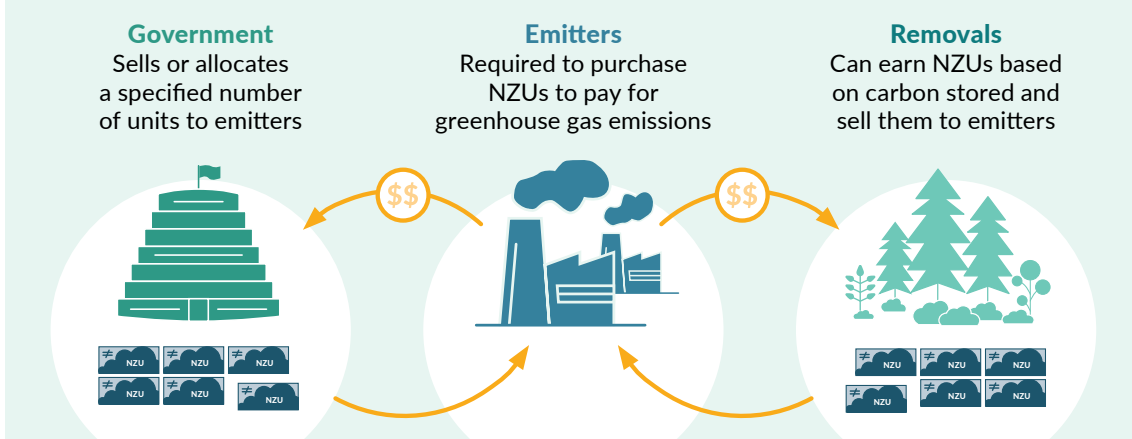 Government
Sells or allocates
a specified number
of units to emitters
Emitters
Required to purchase
NZUs to pay for
greenhouse gas emissions
Removals
Can earn NZUs based
on carbon stored and
sell them to emitters
$$
$$
≠ NZU
≠ NZU
≠ NZU
≠ NZU
≠ NZU
≠ NZU
≠ NZU
≠ NZU
≠ NZU
≠ NZU
≠ NZU
≠ NZU